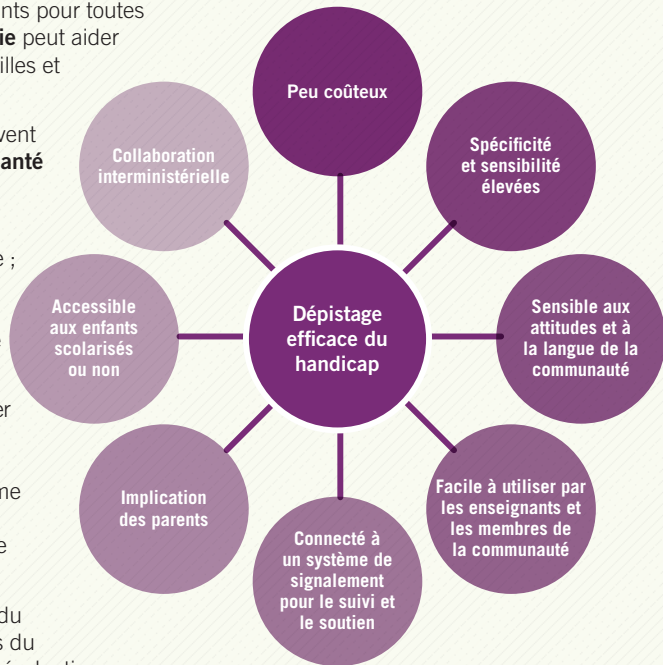 nts pour toutes
ie peut aider
illes et
vent
anté
e ;
er
me
e
du
s du
Peu coûteux
Spécificité
et sensibilité
élevées
Sensible aux
attitudes et à
la langue de la
communauté
Facile à utiliser par
les enseignants et
les membres de
la communauté
Connecté à
un système de
signalement
pour le suivi et
le soutien
Implication
des parents
Accessible
aux enfants
scolarisés
ou non
Collaboration
interministérielle
Dépistage
efficace du
handicap